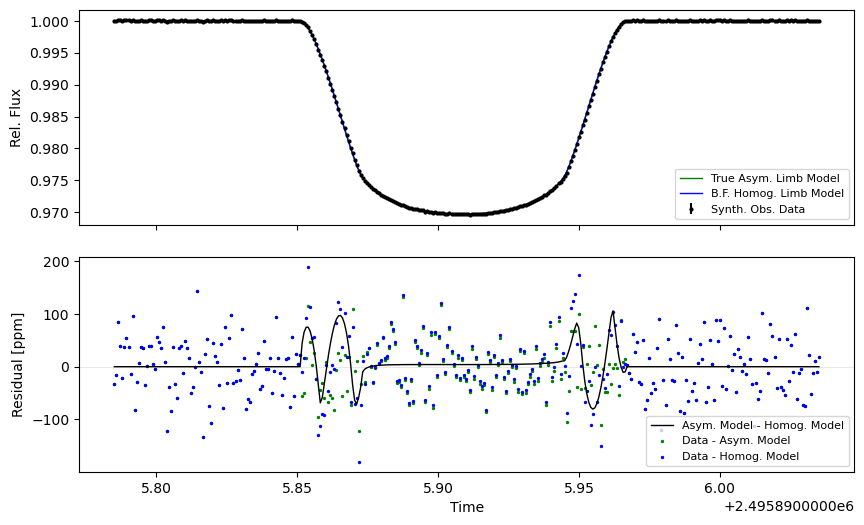 1.000
0.995
0.990
0.985
0.980
0.975
0.970
Rel. Flux
True Asym. Limb Model
B.F. Homog. Limb Model
Synth. Obs. Data
200
100
0
−100
Residual [ppm]
Asym. Model - Homog. Model
Data - Asym. Model
Data - Homog. Model
5.80
5.85
5.90
5.95
6.00
Time
+2.4958900000e6